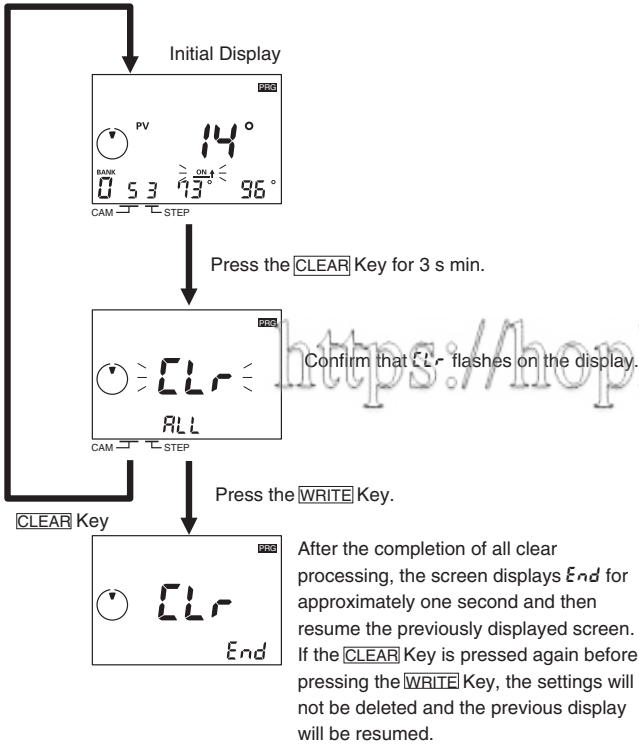 Initial Display
PRG
PV
14°
BANK
ON
0 5 3 73° 96°
CAM STEP
Press the CLEAR Key for 3 s min.
PRG
CLr
Confirm that CLr flashes on the display.
https://hop
ALL
CAM STEP
Press the WRITE Key.
CLEAR Key
PRG
CLr
End
After the completion of all clear
processing, the screen displays End for
approximately one second and then
resume the previously displayed screen.
If the CLEAR Key is pressed again before
pressing the WRITE Key, the settings will
not be deleted and the previous display
will be resumed.